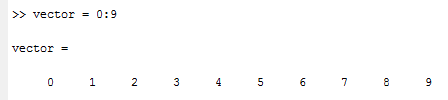 >> vector = 0:9
vector =
0 1 2 3 4 5 6 7 8 9